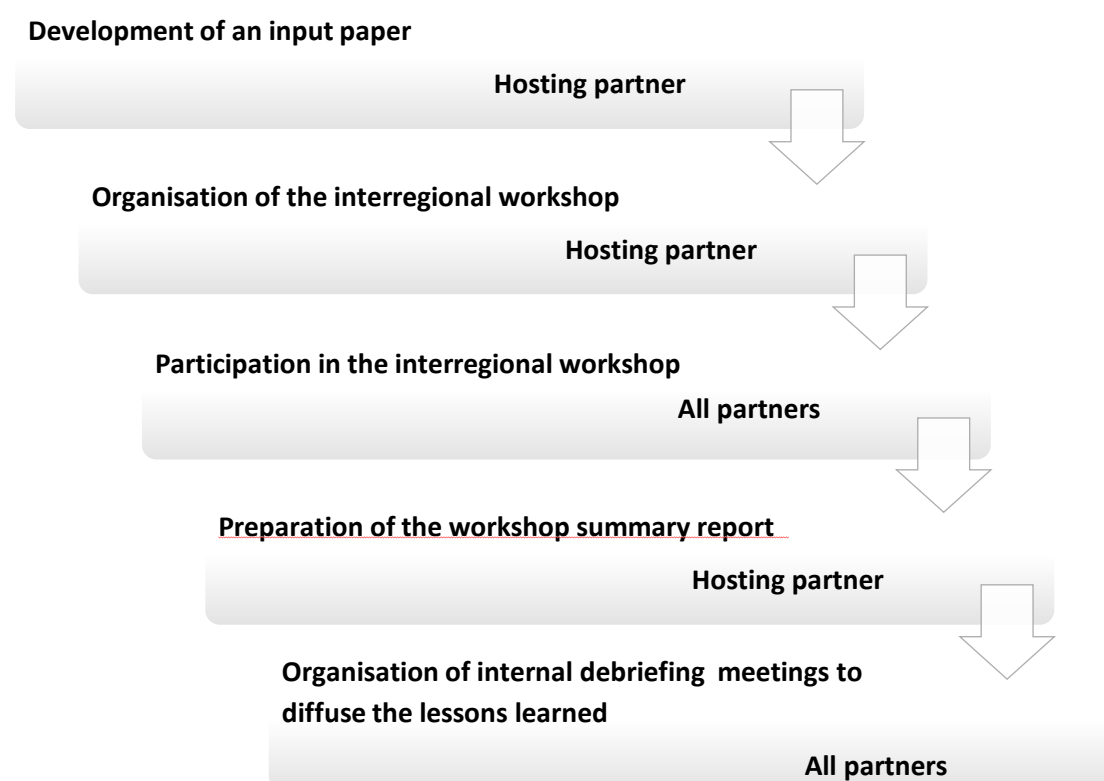 Development of an input paper
Hosting partner
Organisation of the interregional workshop
Hosting partner
Participation in the interregional workshop
All partners
Preparation of the workshop summary report
Hosting partner
Organisation of internal debriefing meetings to
diffuse the lessons learned
All partners